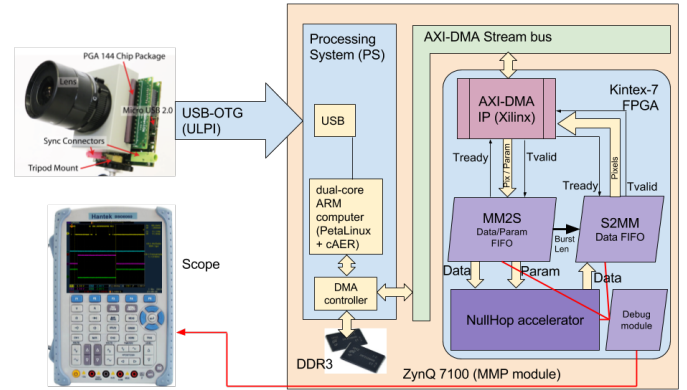 PGA 144 Chip Package
Lens
Micro USB 2.0
Sync Connectors
Tripod Mount
USB-OTG
(ULPI)
Hantek
Scope
Processing
System (PS)
USB
dual-core
ARM
computer
(PetaLinux
+ cAER)
DMA
controller
DDR3
AXI-DMA Stream bus
Kintex-7
FPGA
AXI-DMA
IP (Xilinx)
Tready
Pix / Param
Tvalid
Tready
Pixels
Tvalid
MM2S
Data/Param
FIFO
Burst
Len
S2MM
Data FIFO
Data
Param
Data
NullHop accelerator
Debug
module
ZynQ 7100 (MMP module)